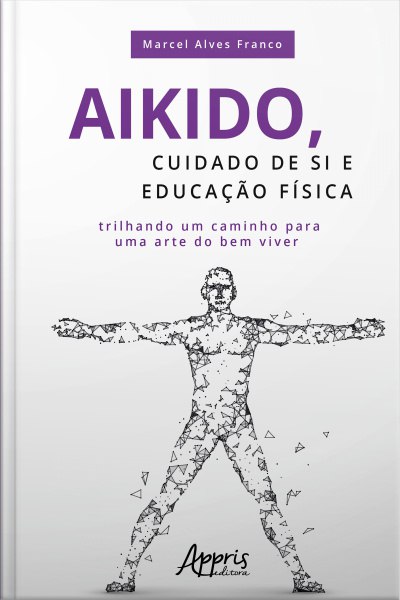 Marcel Alves Franco
AIKIDO,
CUIDADO DE SI E
EDUCAÇÃO FÍSICA
trilhando um caminho para
uma arte do bem viver
Appris
editora